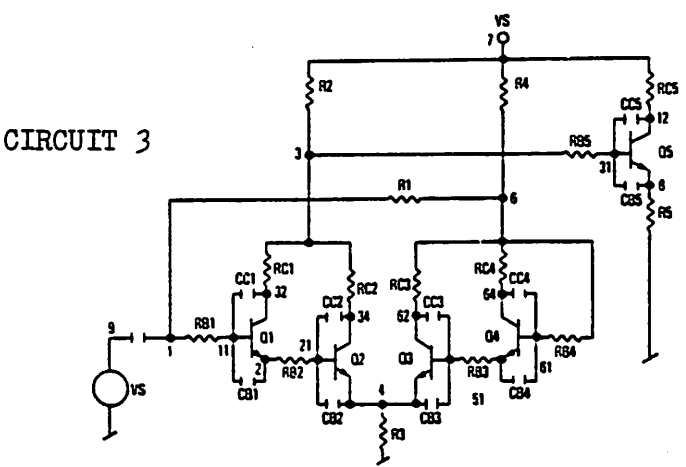 VS
7
R2
R4
RC5
CC5
12
CIRCUIT 3
3
RB5
31
Q5
CB5
8
R1
6
R5
RC1
RC2
RC3
RC4
CC1
32
CC2
34
CC3
62
CC4
64
9
1
RB1
11
Q1
2
RB2
21
Q2
Q3
RB3
Q4
RB4
61
51
VS
CB1
CB2
4
CB3
CB4
R3